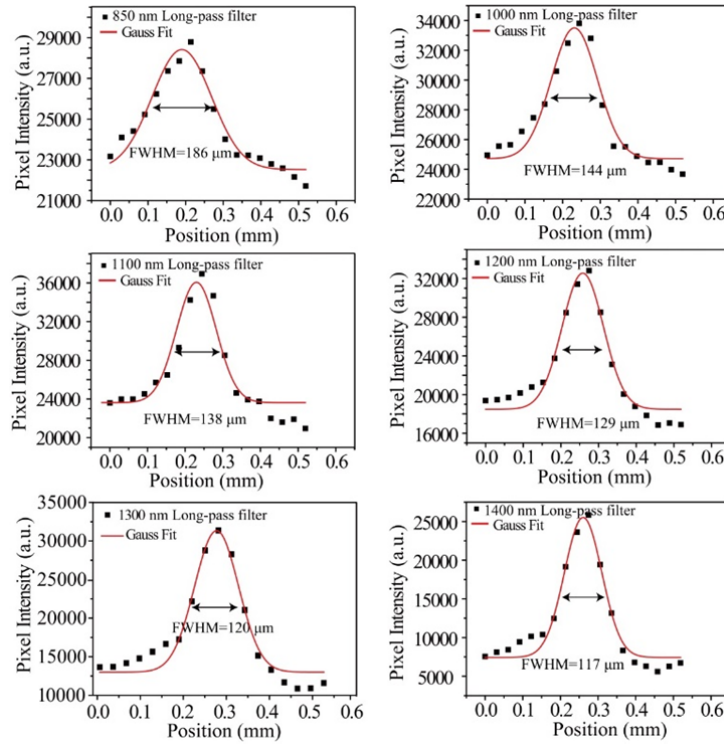 850 nm Long-pass filter
Gauss Fit
29000
27000
25000
23000
21000
Pixel Intensity (a.u.)
FWHM=186 μm
0.0 0.1 0.2 0.3 0.4 0.5 0.6
Position (mm)
1000 nm Long-pass filter
Gauss Fit
34000
32000
30000
28000
26000
24000
22000
Pixel Intensity (a.u.)
FWHM=144 μm
0.0 0.1 0.2 0.3 0.4 0.5 0.6
Position (mm)
1100 nm Long-pass filter
Gauss Fit
36000
32000
28000
24000
20000
Pixel Intensity (a.u.)
FWHM=138 μm
0.0 0.1 0.2 0.3 0.4 0.5 0.6
Position (mm)
1200 nm Long-pass filter
Gauss Fit
32000
28000
24000
20000
16000
Pixel Intensity (a.u.)
FWHM=129 μm
0.0 0.1 0.2 0.3 0.4 0.5 0.6
Position (mm)
1300 nm Long-pass filter
Gauss Fit
35000
30000
25000
20000
15000
10000
Pixel Intensity (a.u.)
FWHM=120 μm
0.0 0.1 0.2 0.3 0.4 0.5 0.6
Position (mm)
1400 nm Long-pass filter
Gauss Fit
25000
20000
15000
10000
5000
Pixel Intensity (a.u.)
FWHM=117 μm
0.0 0.1 0.2 0.3 0.4 0.5 0.6
Position (mm)